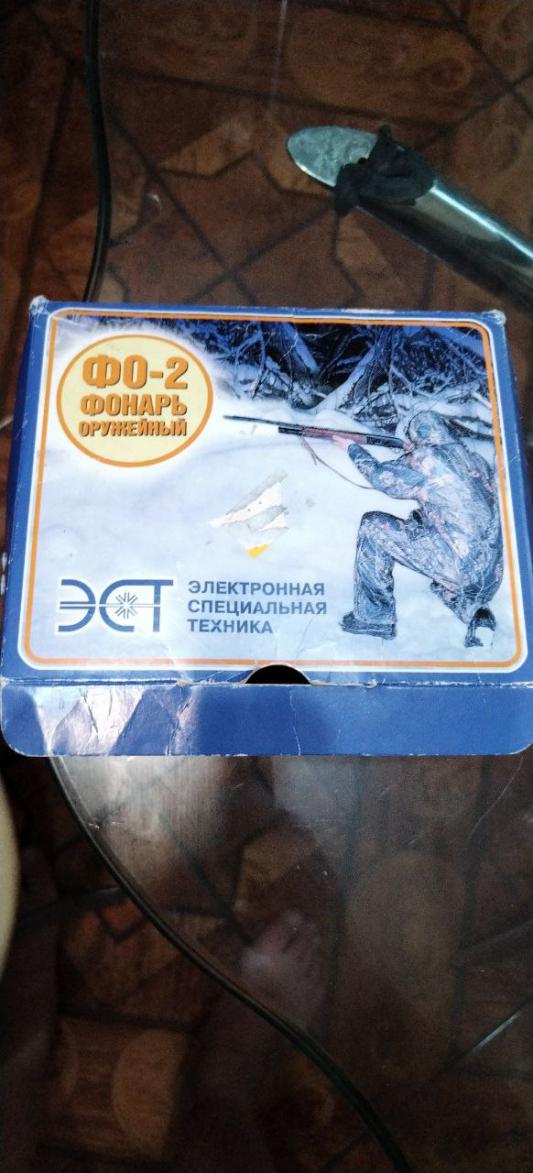 ФО-2
ФОНАРЬ
ОРУЖЕЙНЫЙ
ЭСТ
ЭЛЕКТРОННАЯ
СПЕЦИАЛЬНАЯ
ТЕХНИКА